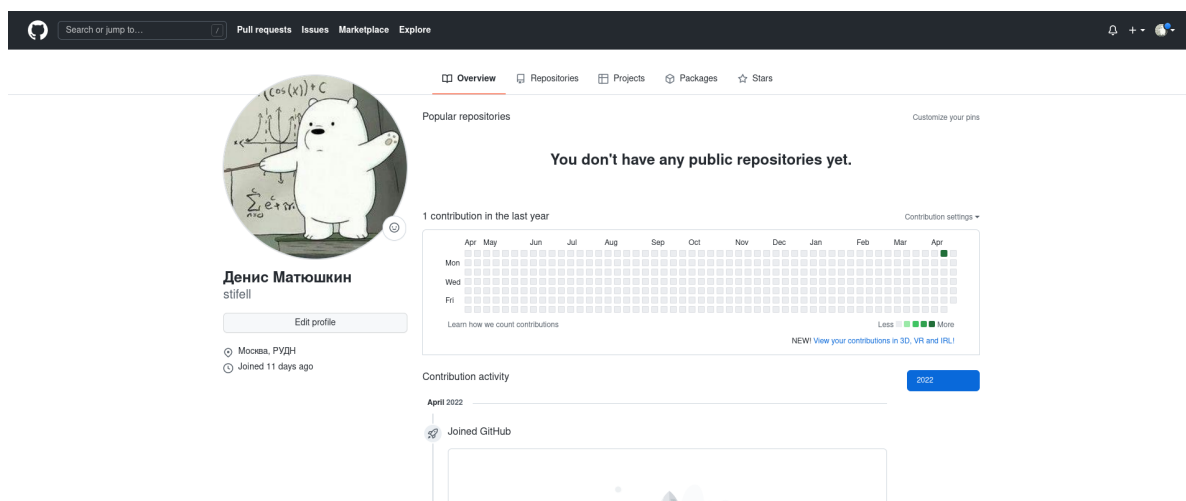 Search or jump to... /
Pull requests Issues Marketplace Explore
Overview Repositories Projects Packages Stars
(cos(x))+C
Денис Матюшкин
stifell
Edit profile
Москва, РУДН
Joined 11 days ago
Popular repositories
Customize your pins
You don't have any public repositories yet.
1 contribution in the last year
Contribution settings
Apr May Jun Jul Aug Sep Oct Nov Dec Jan Feb Mar Apr
Mon
Wed
Fri
Learn how we count contributions
Less More
NEW! View your contributions in 3D, VR and IRL!
Contribution activity
2022
April 2022
Joined GitHub